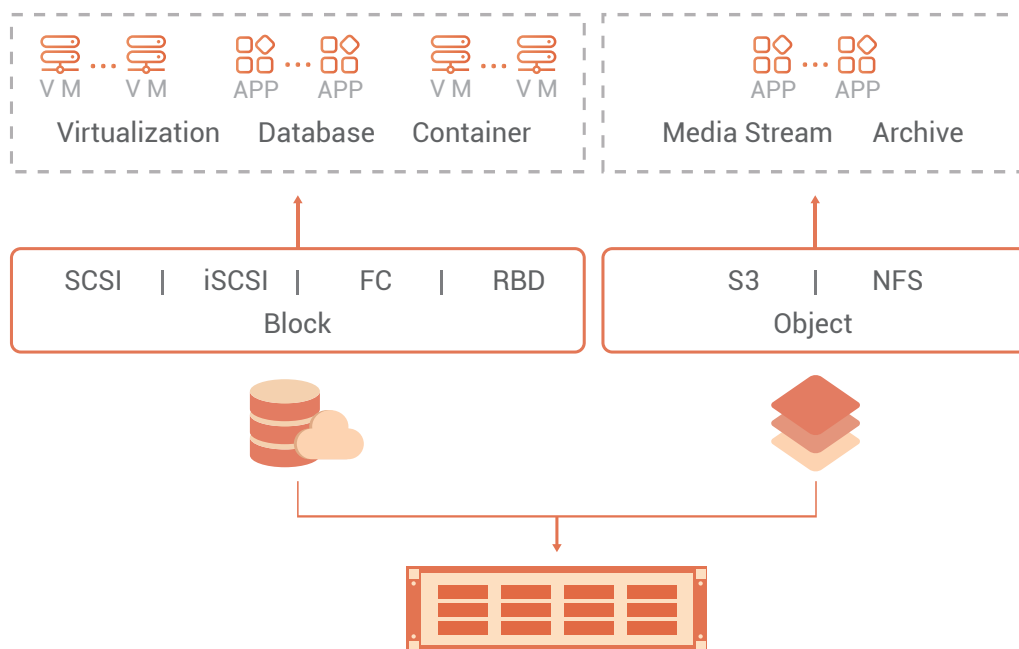 V M ... V M APP ... APP V M ... V M
Virtualization Database Container
APP ... APP
Media Stream Archive
SCSI | iSCSI | FC | RBD
Block
S3 | NFS
Object